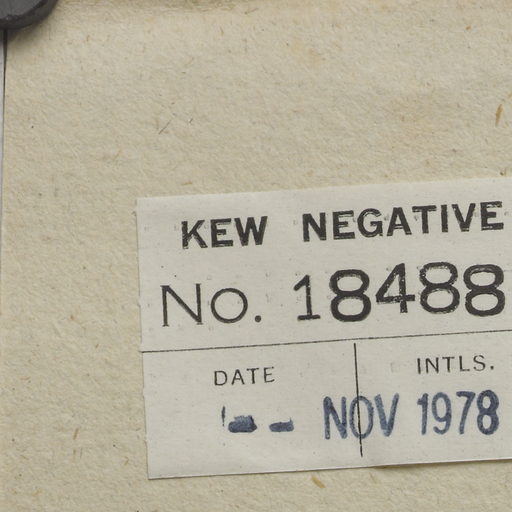 KEW NEGATIVE
No. 18488
DATE INTLS.
NOV 1978